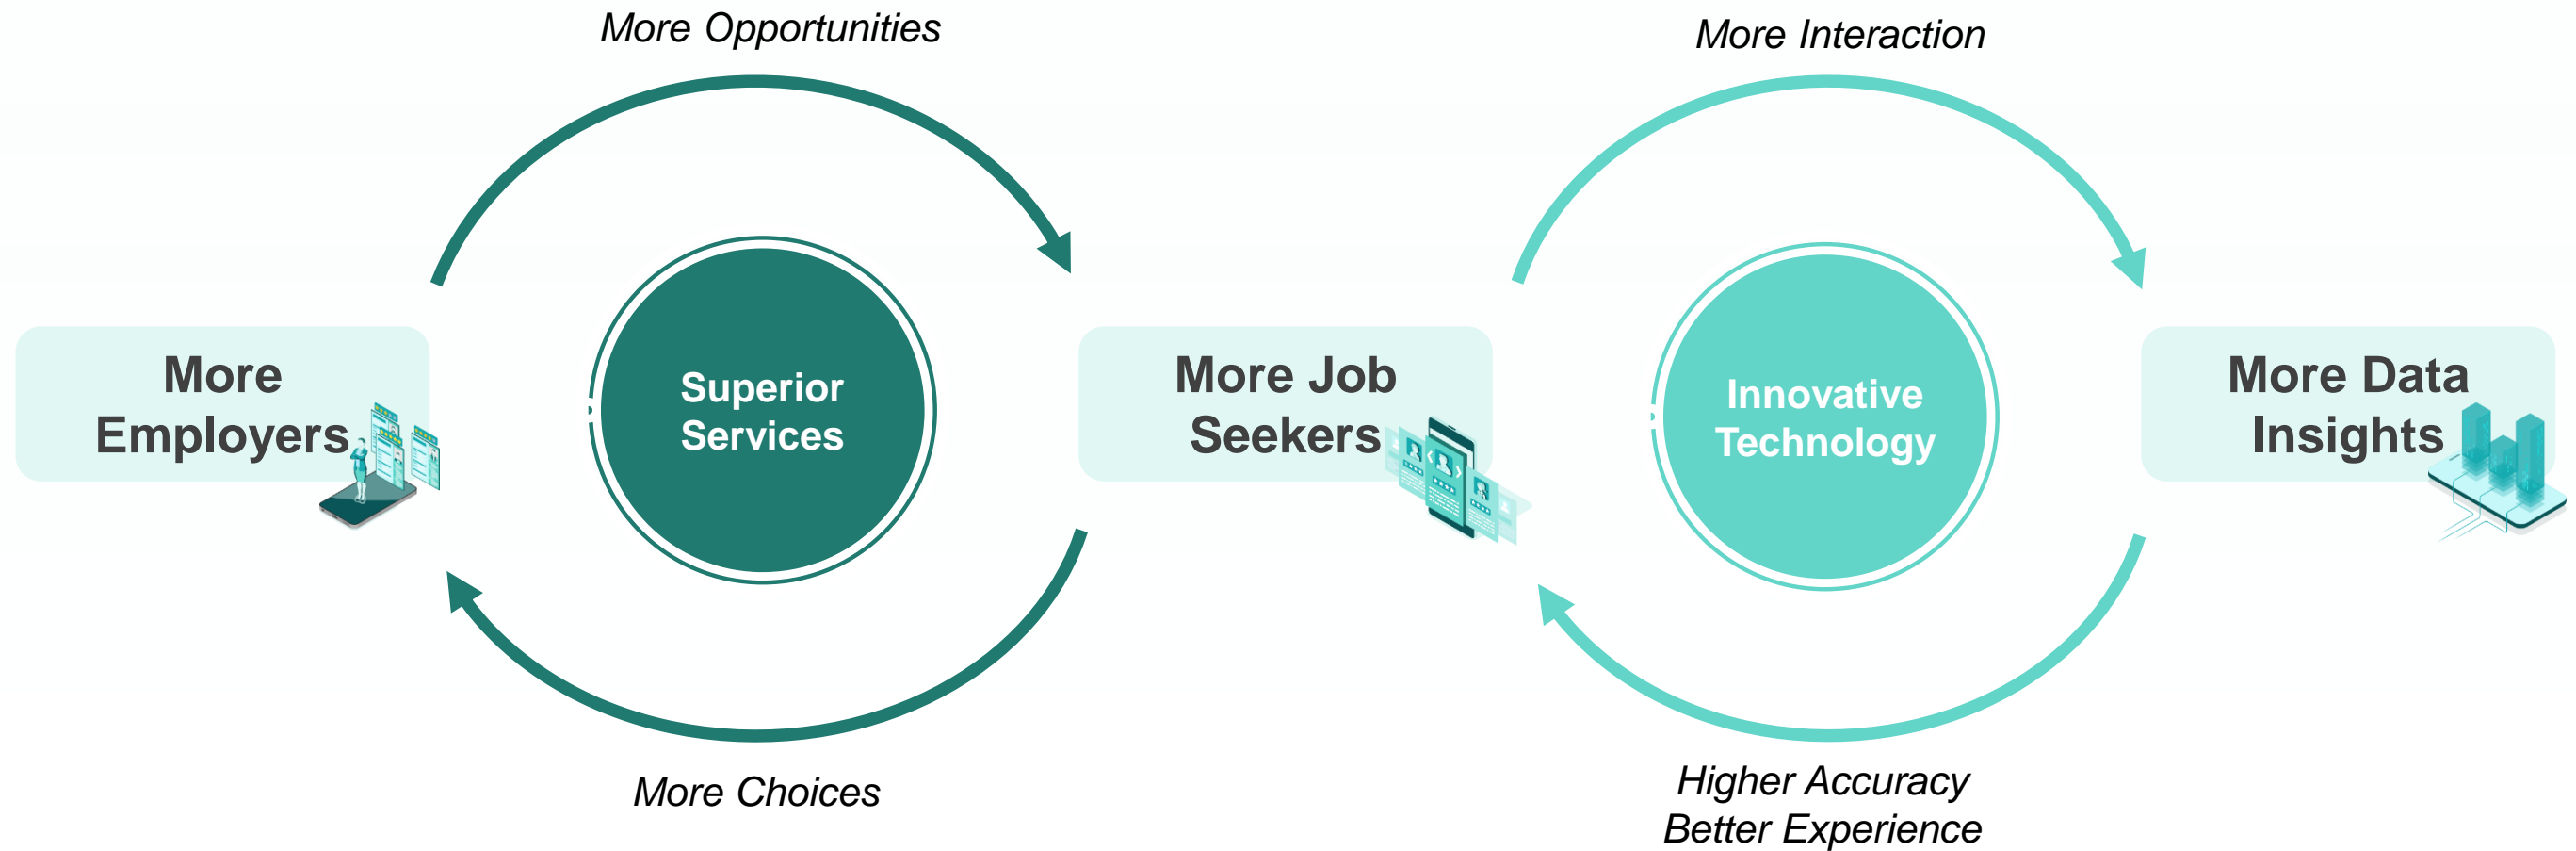 More Opportunities
More Interaction
More
Employers
Superior
Services
More Job
Seekers
Innovative
Technology
More Data
Insights
More Choices
Higher Accuracy
Better Experience